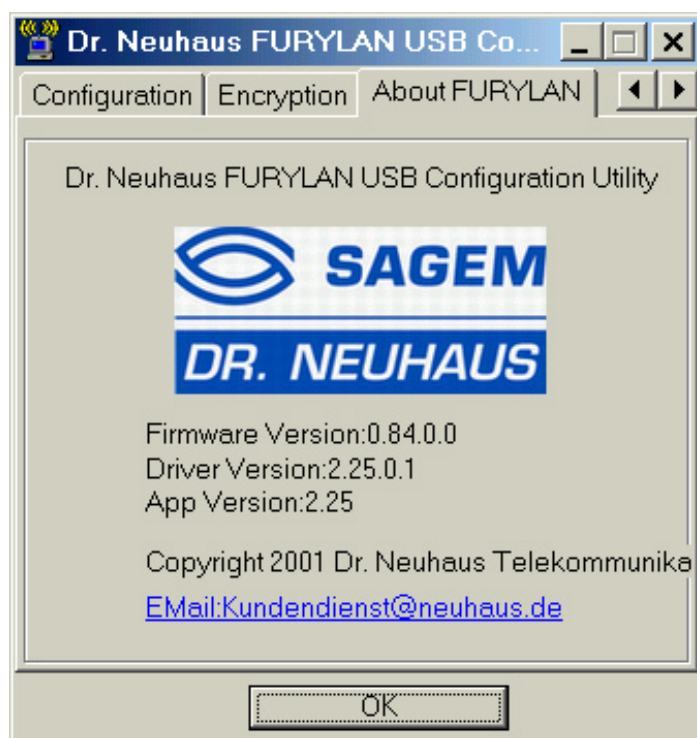 Dr. Neuhaus FURYLAN USB Co...
Configuration Encryption About FURYLAN
Dr. Neuhaus FURYLAN USB Configuration Utility
SAGEM
DR. NEUHAUS
Firmware Version:0.84.0.0
Driver Version:2.25.0.1
App Version:2.25
Copyright 2001 Dr. Neuhaus Telekommunika
EMail:Kundendienst@neuhaus.de
OK